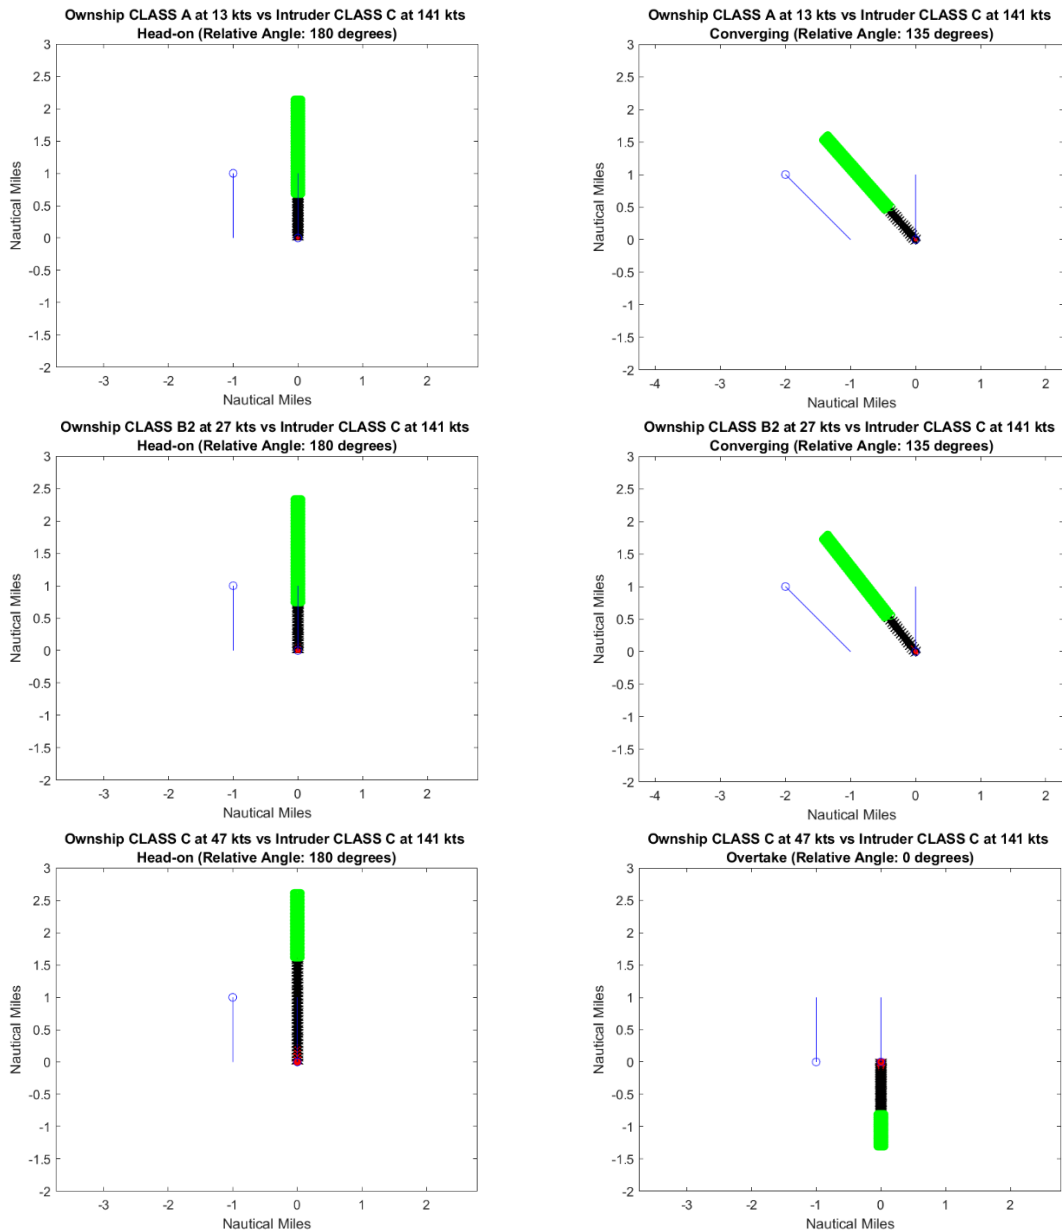 Ownship CLASS A at 13 kts vs Intruder CLASS C at 141 kts
Head-on (Relative Angle: 180 degrees)
3
2.5
2
1.5
1
0.5
0
-0.5
-1
-1.5
-2
Nautical Miles
-3 -2 -1 0 1 2
Nautical Miles
Ownship CLASS A at 13 kts vs Intruder CLASS C at 141 kts
Converging (Relative Angle: 135 degrees)
3
2.5
2
1.5
1
0.5
0
-0.5
-1
-1.5
-2
Nautical Miles
-4 -3 -2 -1 0 1 2
Nautical Miles
Ownship CLASS B2 at 27 kts vs Intruder CLASS C at 141 kts
Head-on (Relative Angle: 180 degrees)
3
2.5
2
1.5
1
0.5
0
-0.5
-1
-1.5
-2
Nautical Miles
-3 -2 -1 0 1 2
Nautical Miles
Ownship CLASS B2 at 27 kts vs Intruder CLASS C at 141 kts
Converging (Relative Angle: 135 degrees)
3
2.5
2
1.5
1
0.5
0
-0.5
-1
-1.5
-2
Nautical Miles
-4 -3 -2 -1 0 1 2
Nautical Miles
Ownship CLASS C at 47 kts vs Intruder CLASS C at 141 kts
Head-on (Relative Angle: 180 degrees)
3
2.5
2
1.5
1
0.5
0
-0.5
-1
-1.5
-2
Nautical Miles
-3 -2 -1 0 1 2
Nautical Miles
Ownship CLASS C at 47 kts vs Intruder CLASS C at 141 kts
Overtake (Relative Angle: 0 degrees)
3
2.5
2
1.5
1
0.5
0
-0.5
-1
-1.5
-2
Nautical Miles
-3 -2 -1 0 1 2
Nautical Miles